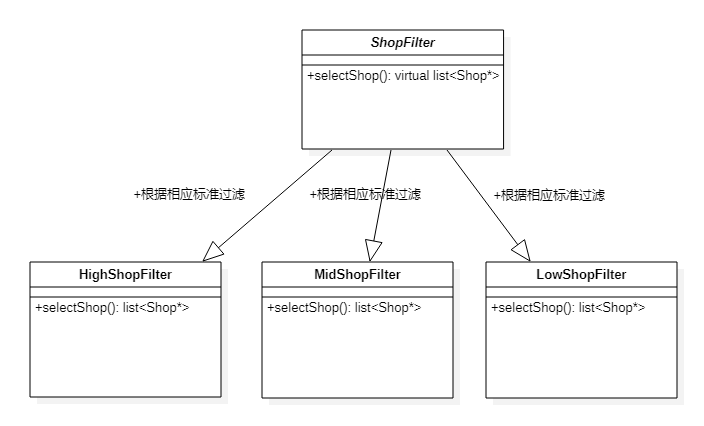 ShopFilter
+selectShop(): virtual list<Shop*>
+根据相应标准过滤
+根据相应标准过滤
+根据相应标准过滤
HighShopFilter
MidShopFilter
LowShopFilter
+selectShop(): list<Shop*>
+selectShop(): list<Shop*>
+selectShop(): list<Shop*>